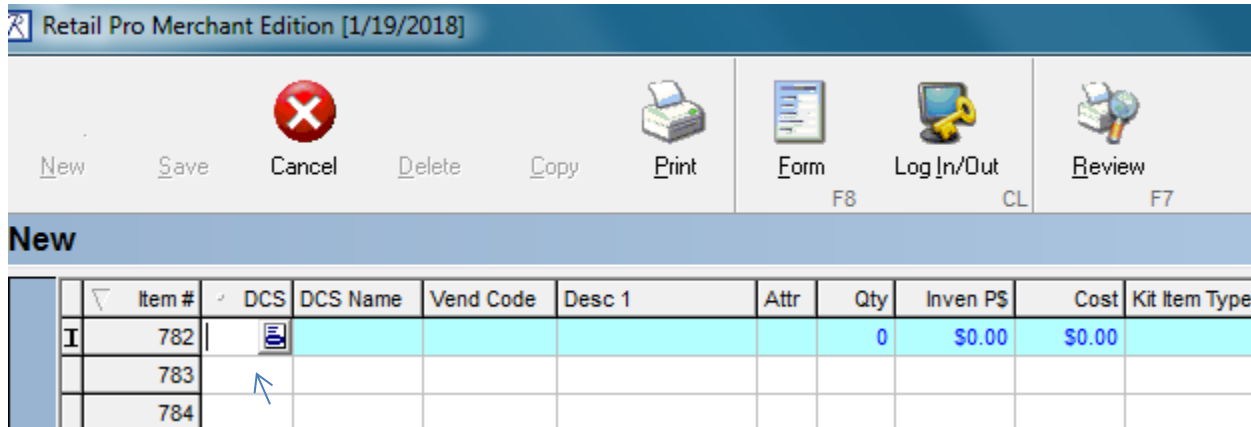 Retail Pro Merchant Edition [1/19/2018]
New Save Cancel Delete Copy Print Form Log In/Out Review
F8 CL F7
New
Item # DCS DCS Name Vend Code Desc 1 Attr Qty Inven P$ Cost Kit Item Type
782 0 $0.00 $0.00
783
784